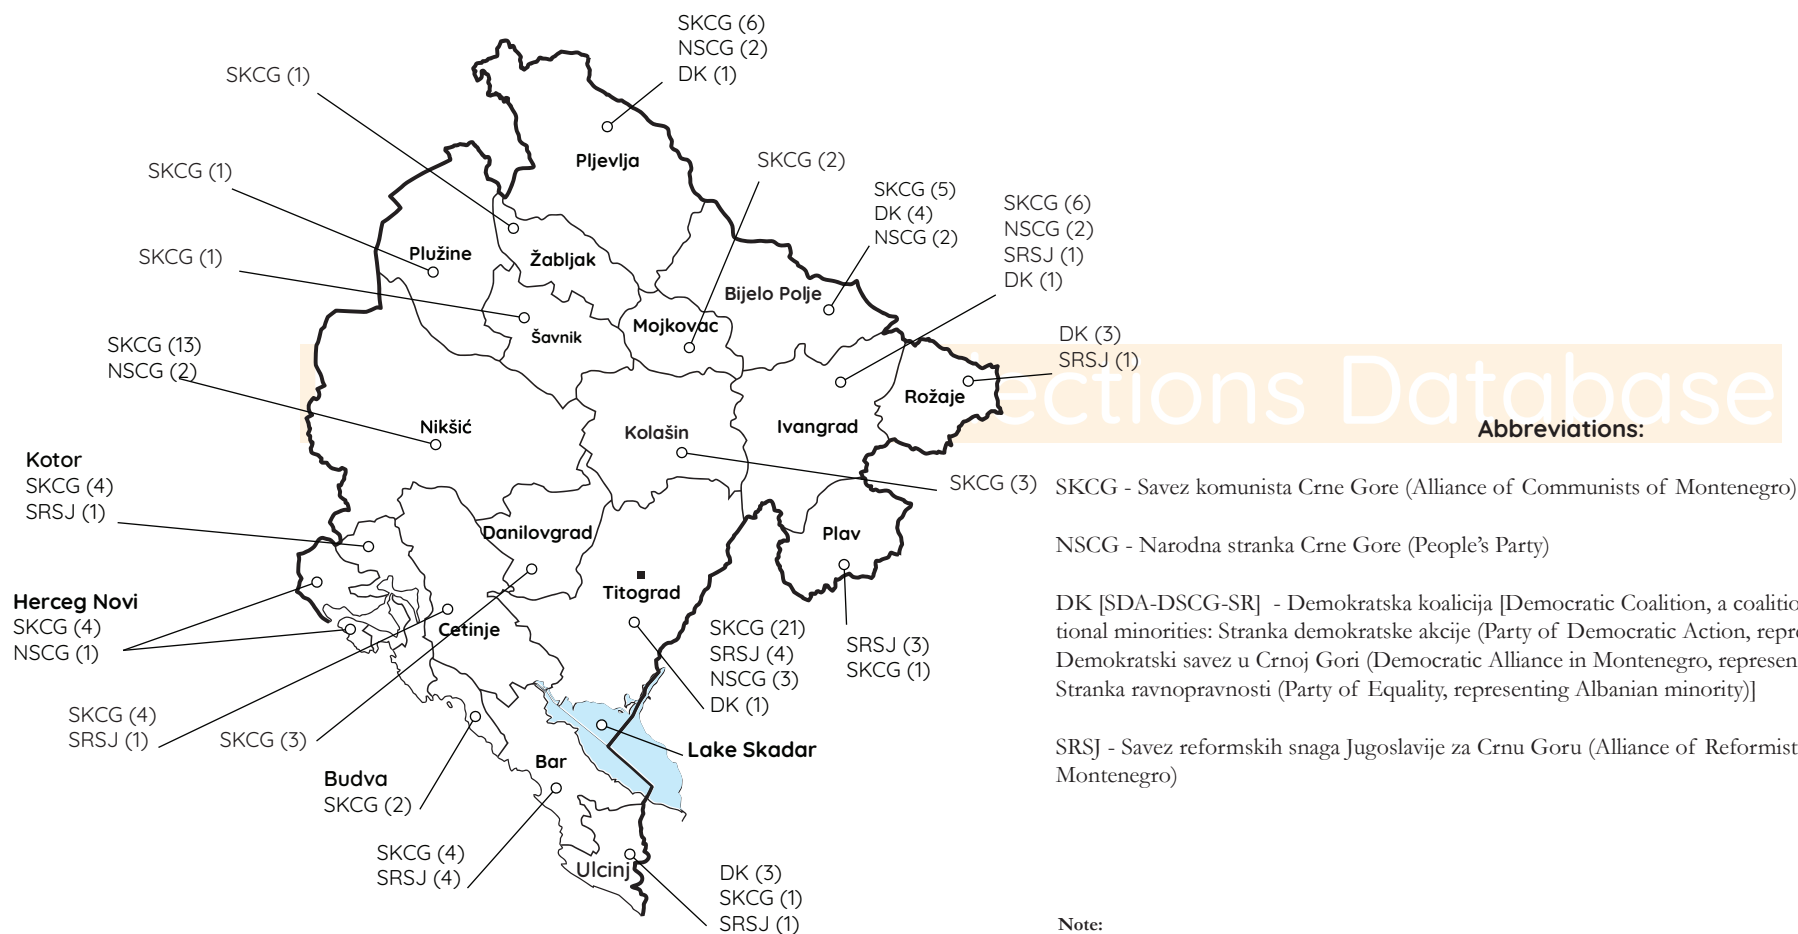 SKCG (6)
NSCG (2)
DK (1)
SKCG (1)
Pljevlja
SKCG (2)
SKCG (1)
SKCG (5)
DK (4)
NSCG (2)
SKCG (6)
NSCG (2)
SRSJ (1)
DK (1)
Plužine
Žabljak
SKCG (1)
Bijelo Polje
Mojkovac
Šavnik
SKCG (13)
NSCG (2)
DK (3)
SRSJ (1)
ections Database
Rožaje
Nikšić
Kolašin
Ivangrad
Abbreviations:
Kotor
SKCG (4)
SRSJ (1)
SKCG (3)
SKCG - Savez komunista Crne Gore (Alliance of Communists of Montenegro)
Danilovgrad
Plav
NSCG - Narodna stranka Crne Gore (People's Party)
Titograd
Herceg Novi
SKCG (4)
NSCG (1)
Cetinje
SKCG (21)
SRSJ (4)
NSCG (3)
DK (1)
SRSJ (3)
SKCG (1)
DK [SDA-DSCG-SR] - Demokratska koalicija [Democratic Coalition, a coalitio
tional minorities: Stranka demokratske akcije (Party of Democratic Action, repr
Demokratski savez u Crnoj Gori (Democratic Alliance in Montenegro, represen
Stranka ravnopravnosti (Party of Equality, representing Albanian minority)]
SKCG (4)
SRSJ (1)
SKCG (3)
Lake Skadar
SRSJ - Savez reformskih snaga Jugoslavije za Crnu Goru (Alliance of Reformist
Montenegro)
Bar
Budva
SKCG (2)
SKCG (4)
SRSJ (4)
Ulcinj
DK (3)
SKCG (1)
SRSJ (1)
Note: